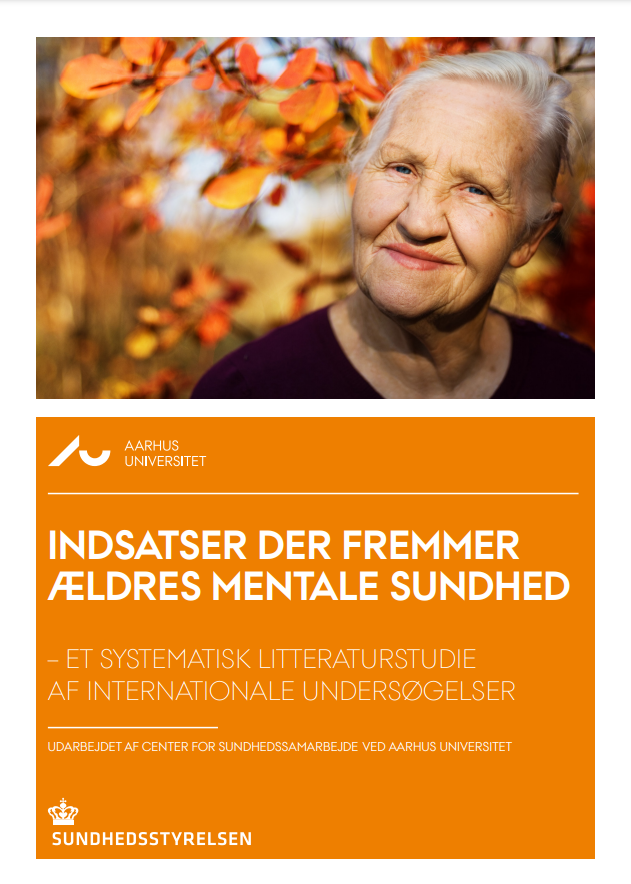 AARHUS
UNIVERSITET
INDSATSER DER FREMMER
ÆLDRES MENTALE SUNDHED
– ET SYSTEMATISK LITTERATURSTUDIE
AF INTERNATIONALE UNDERSØGELSER
UDARBEJDET AF CENTER FOR SUNDHEDSSAMARBEJDE VED AARHUS UNIVERSITET
SUNDHEDSSTYRELSEN